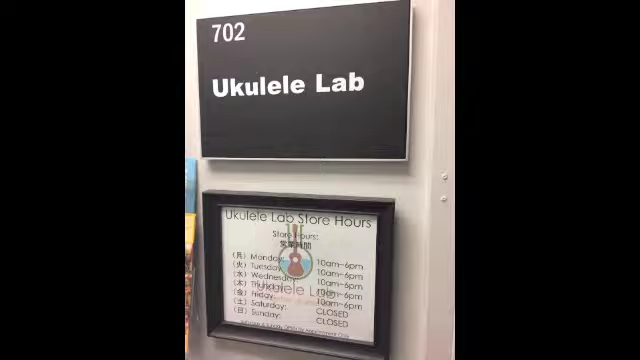 702
Ukulele Lab
Ukulele Lab Store Hours
Store Hours:
営業時間
(月) Monday: 10am-6pm
(火) Tuesday: 10am-6pm
(水) Wednesday: 10am-6pm
(木) Thursday: 10am-6pm
(金) Friday: 10am-6pm
(土) Saturday: CLOSED
(日) Sunday: CLOSED
Ukulele Lab